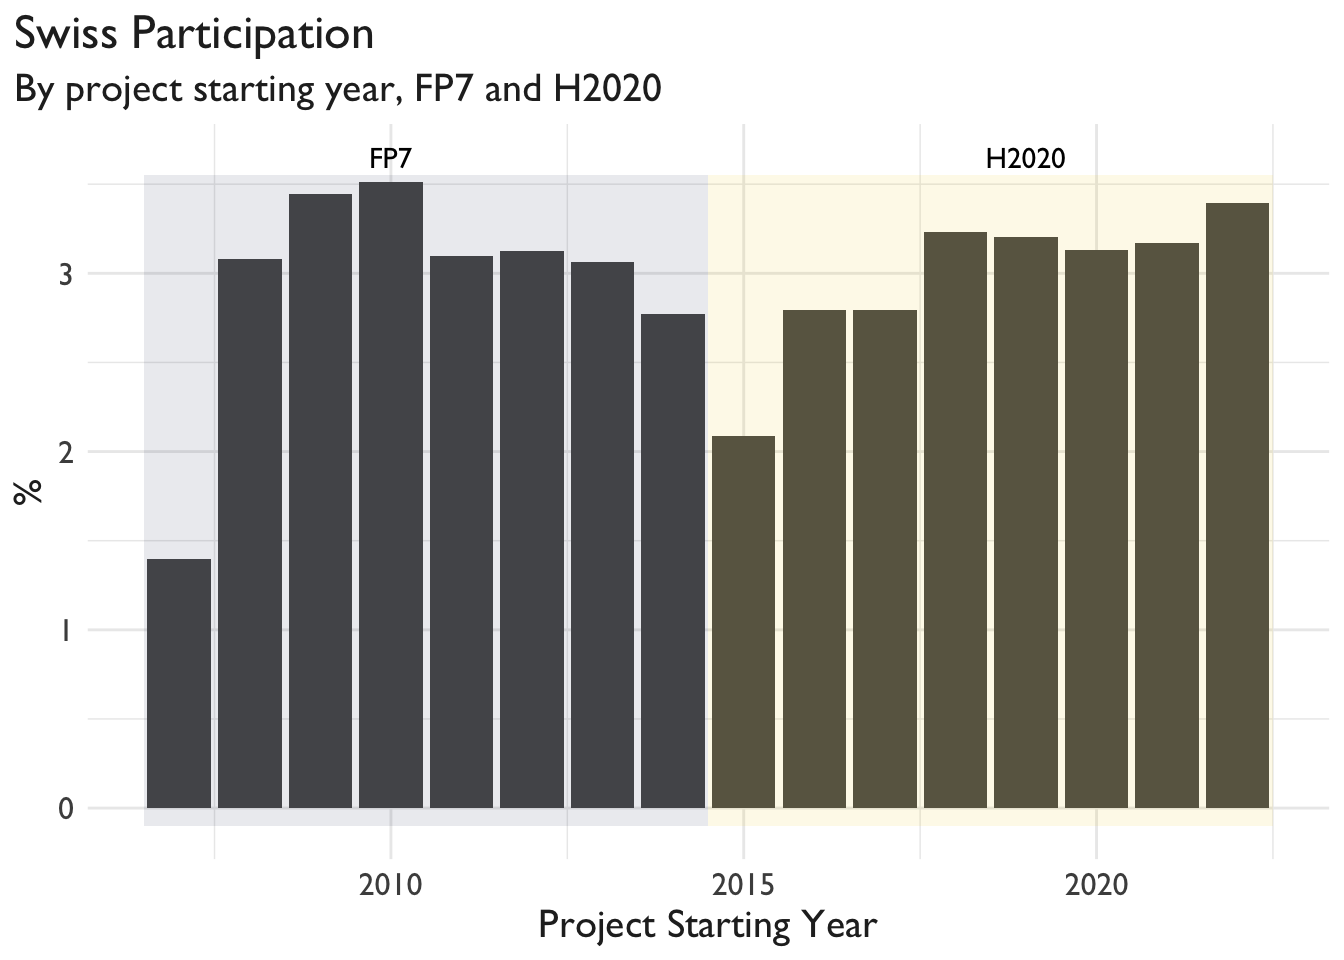 Swiss Participation
By project starting year, FP7 and H2020
FP7 H2020
3
2
%
1
0
2010 2015 2020
Project Starting Year